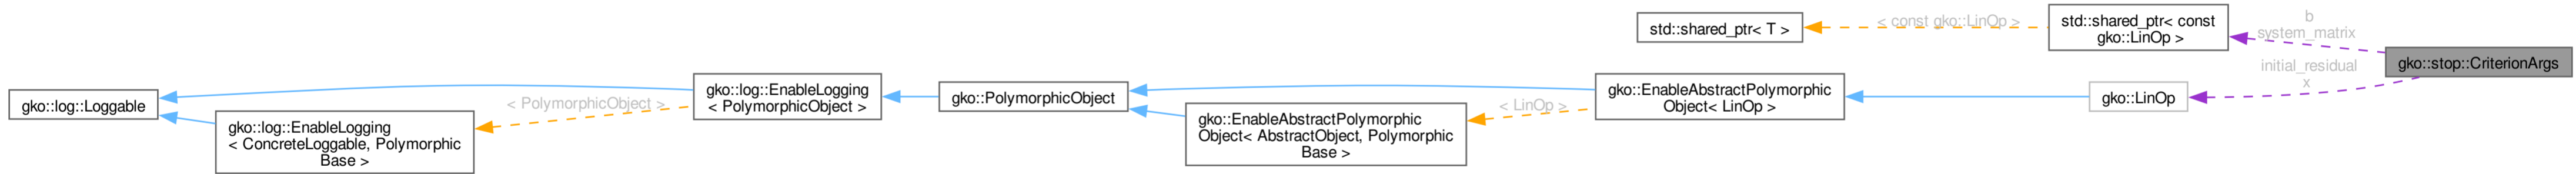 std::shared_ptr< T >
< const gko::LinOp >
std::shared_ptr< const
gko::LinOp >
b
system_matrix
gko::stop::CriterionArgs
initial_residual
x
gko::log::Loggable
gko::log::EnableLogging
< ConcreteLoggable, Polymorphic
Base >
< PolymorphicObject >
gko::log::EnableLogging
< PolymorphicObject >
gko::PolymorphicObject
gko::EnableAbstractPolymorphic
Object< AbstractObject, Polymorphic
Base >
< LinOp >
gko::EnableAbstractPolymorphic
Object< LinOp >
gko::LinOp